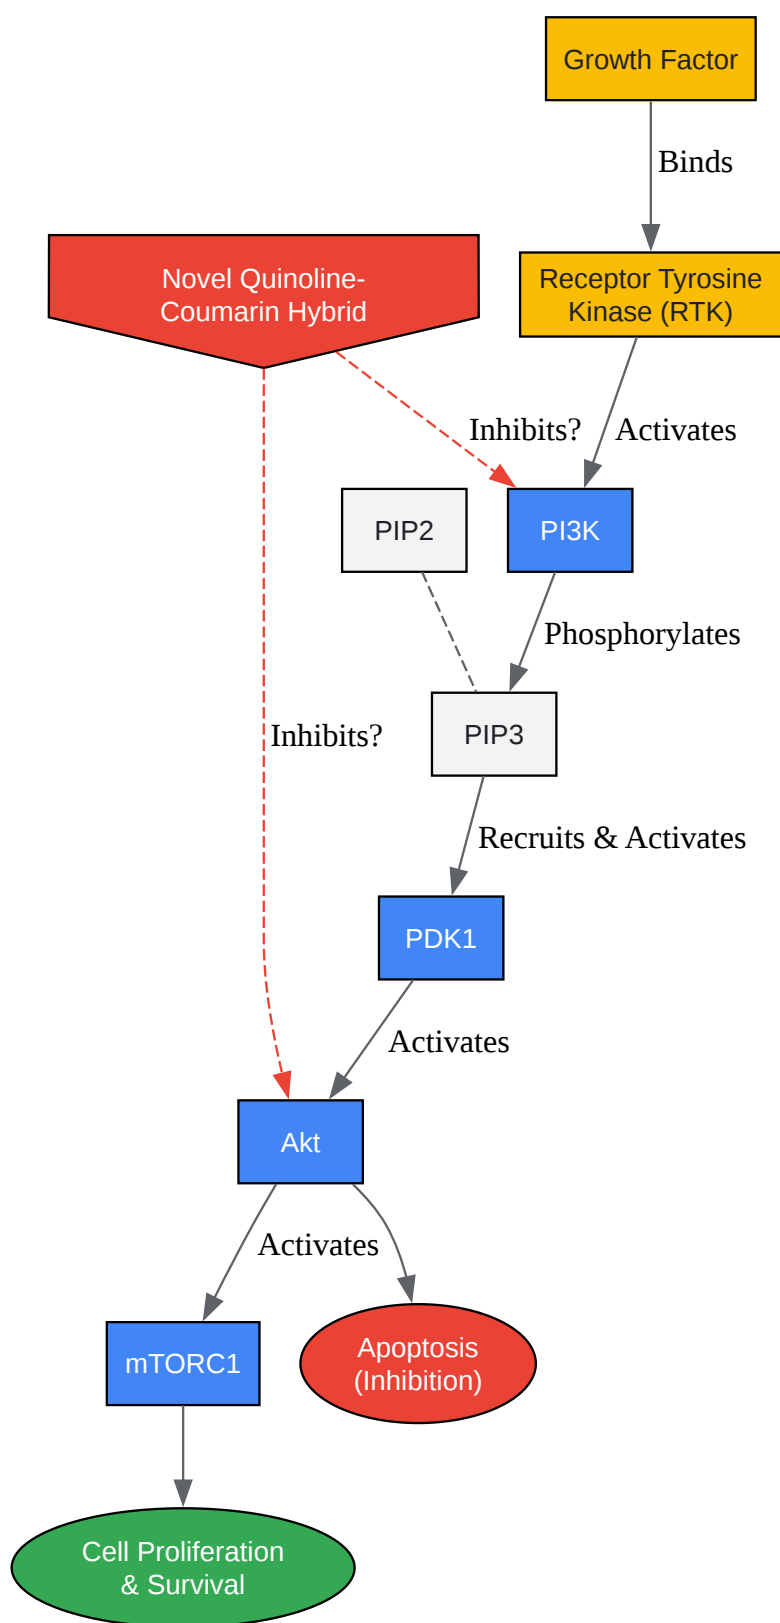 Growth Factor
Binds
Novel Quinoline-
Coumarin Hybrid
Receptor Tyrosine
Kinase (RTK)
Inhibits?
Activates
PIP2
PI3K
Phosphorylates
PIP3
Inhibits?
Recruits & Activates
PDK1
Activates
Akt
Activates
mTORC1
Apoptosis
(Inhibition)
Cell Proliferation
& Survival